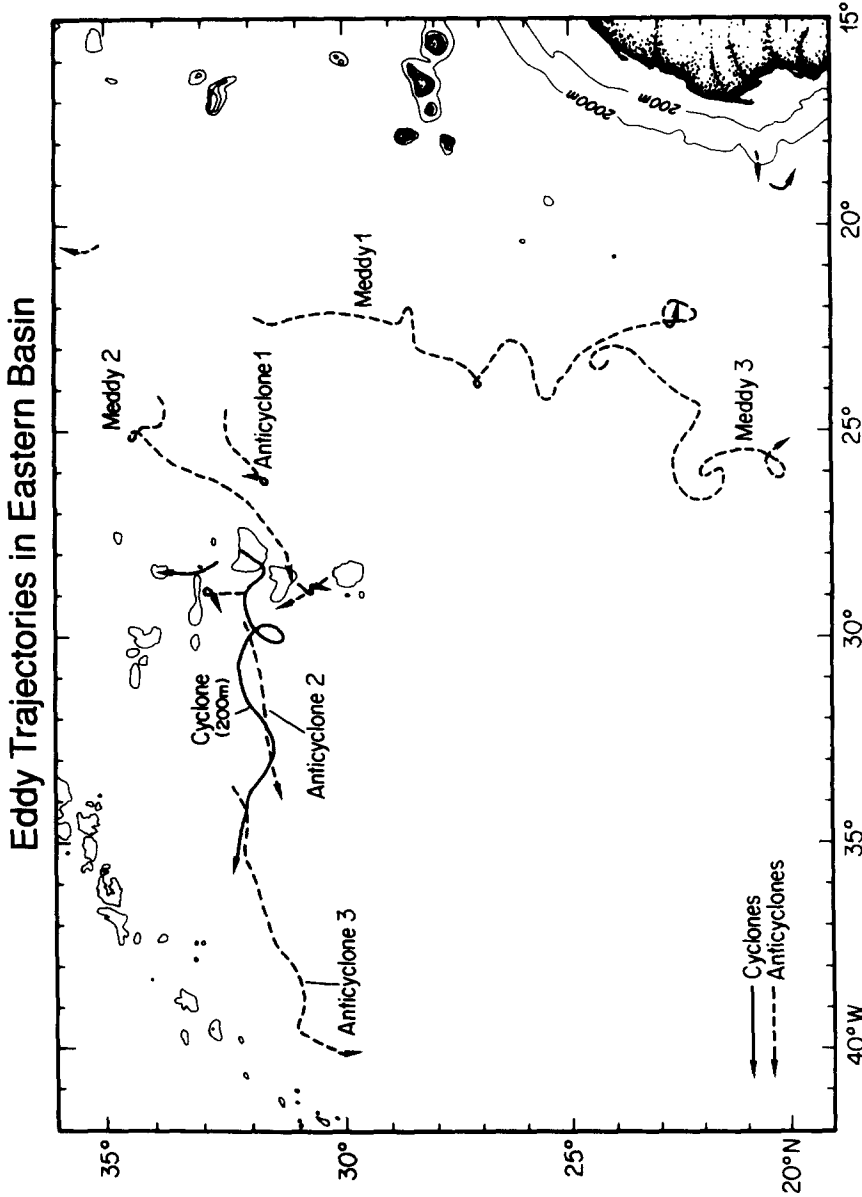 Eddy Trajectories in Eastern Basin
35°
30°
25°
20°N
Meddy 2
Anticyclone 1
Meddy 1
Cyclone
(200m)
Anticyclone 2
Anticyclone 3
Meddy 3
2000m
200m
Cyclones
Anticyclones
40°W
35°
30°
25°
20°
15°